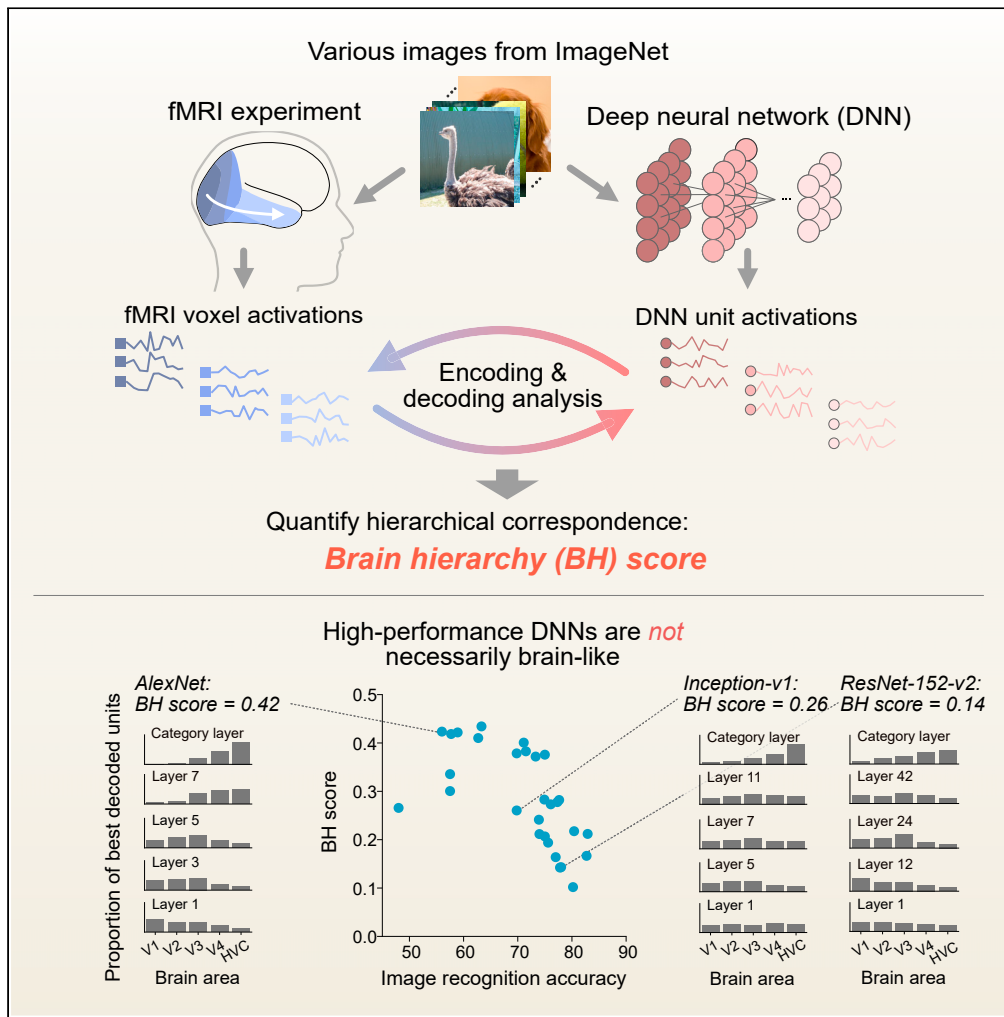 Various images from ImageNet
fMRI experiment
Deep neural network (DNN)
...
fMRI voxel activations
DNN unit activations
Encoding &
decoding analysis
Quantify hierarchical correspondence:
Brain hierarchy (BH) score
High-performance DNNs are not
necessarily brain-like
AlexNet:
BH score = 0.42
Proportion of best decoded units
Category layer
Layer 7
Layer 5
Layer 3
Layer 1
V1 V2 V3 V4 HVC
Brain area
BH score
0.5
0.4
0.3
0.2
0.1
0.0
50 60 70 80 90
Image recognition accuracy
Inception-v1:
BH score = 0.26
Category layer
Layer 11
Layer 7
Layer 5
Layer 1
V1 V2 V3 V4 HVC
Brain area
ResNet-152-v2:
BH score = 0.14
Category layer
Layer 42
Layer 24
Layer 12
Layer 1
V1 V2 V3 V4 HVC
Brain area